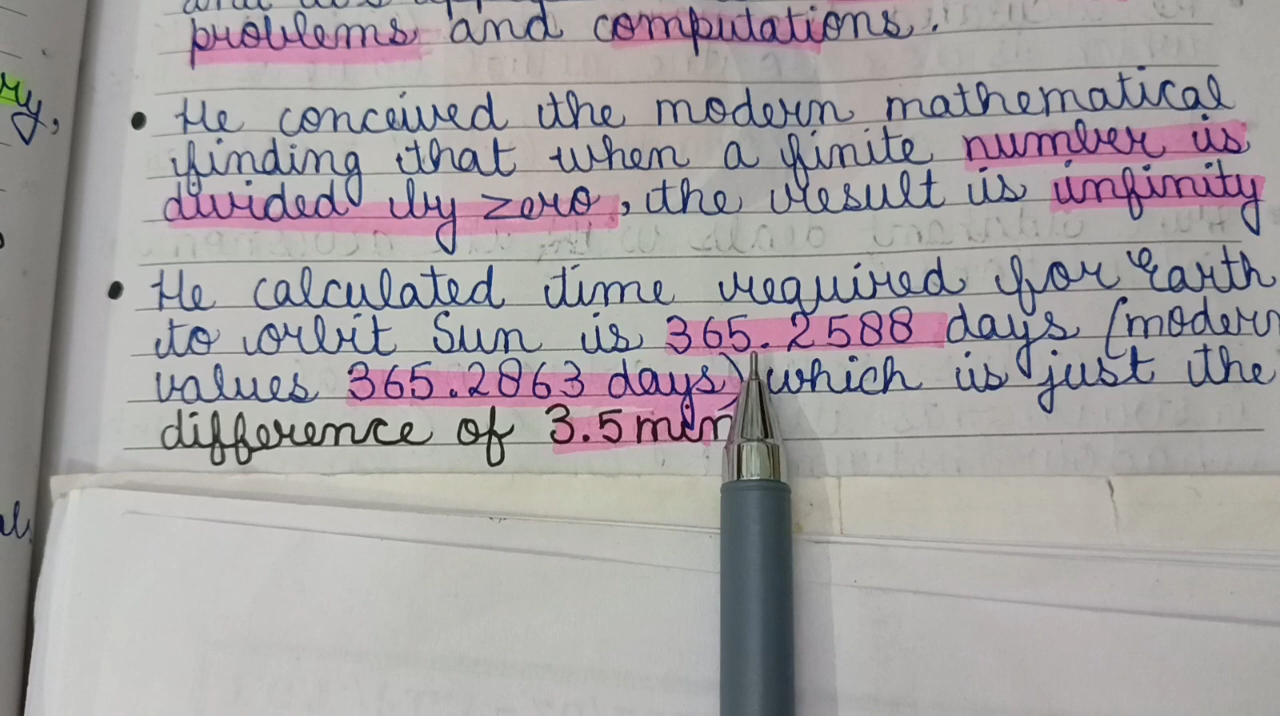 problems and computations.
• He conceived the modern mathematical
finding that when a finite number is
divided by zero, the result is infinity
• He calculated time required for Earth
to orbit Sun is 365.2588 days (modern
values 365.2863 days) which is just the
difference of 3.5 min
ry,